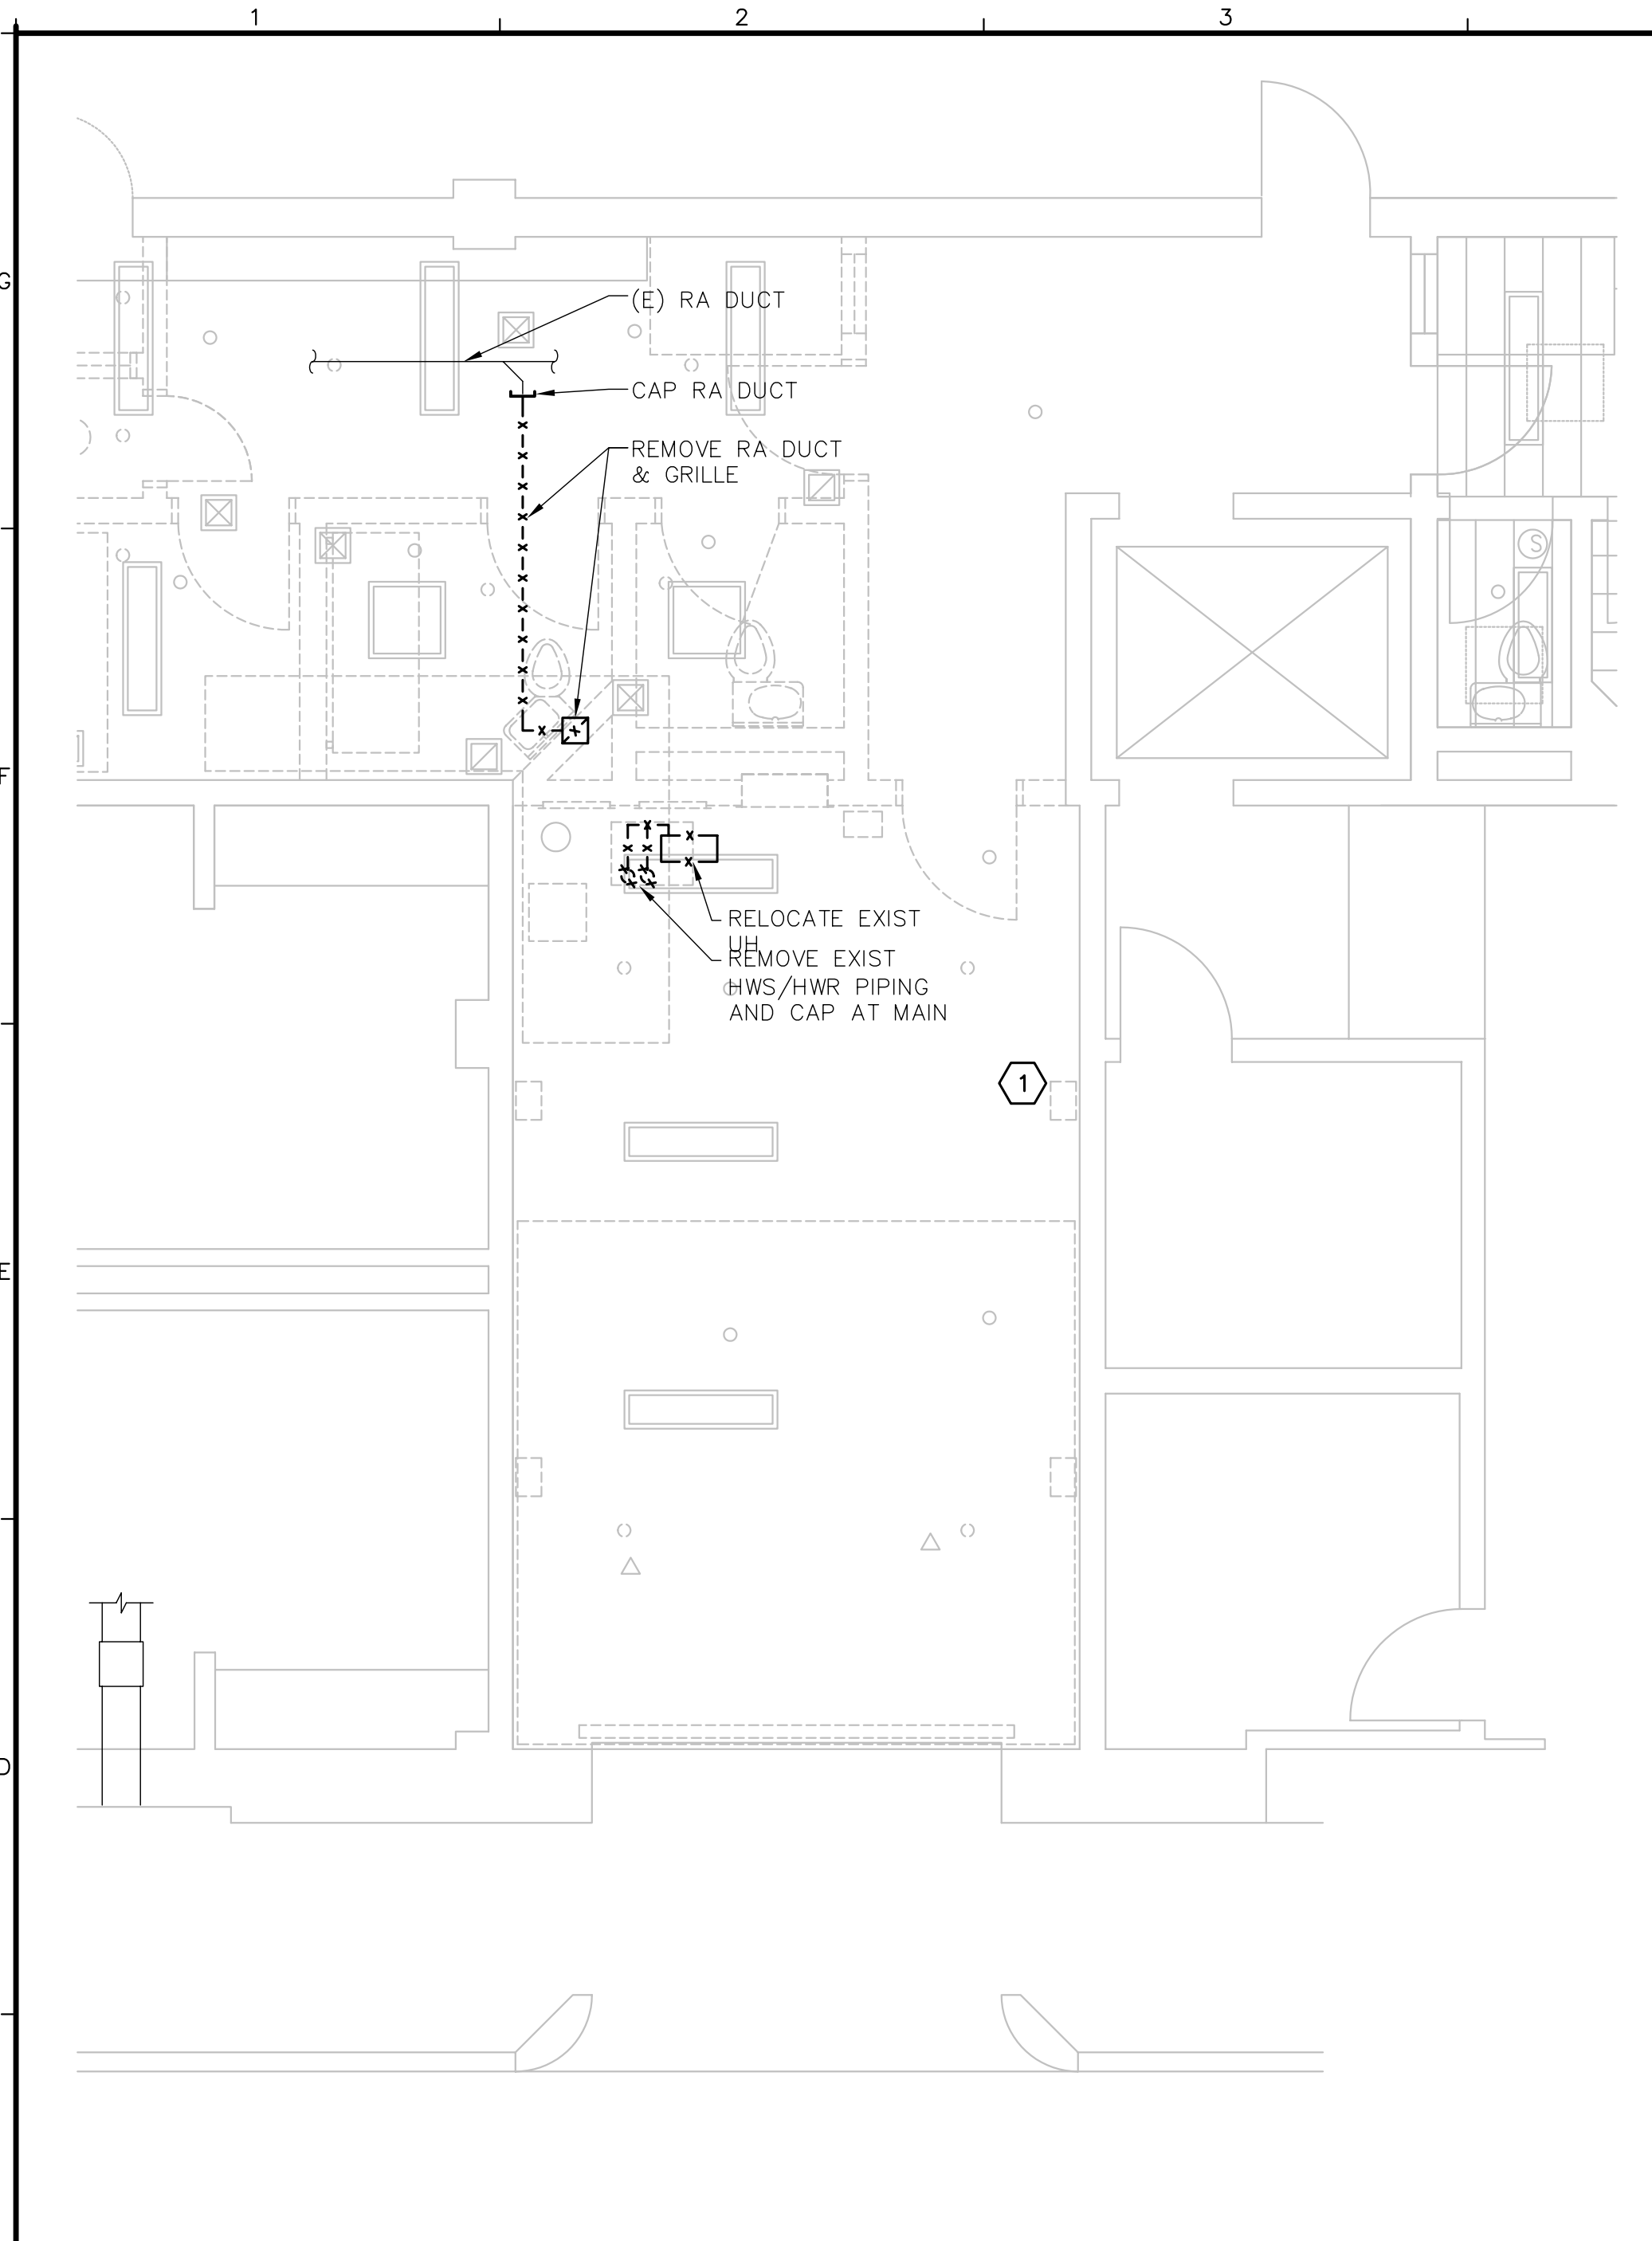 1
2
3
G
(E) RA DUCT
CAP RA DUCT
REMOVE RA DUCT
& GRILLE
S
F
RELOCATE EXIST
UH
REMOVE EXIST
HWS/HWR PIPING
AND CAP AT MAIN
1
E
D